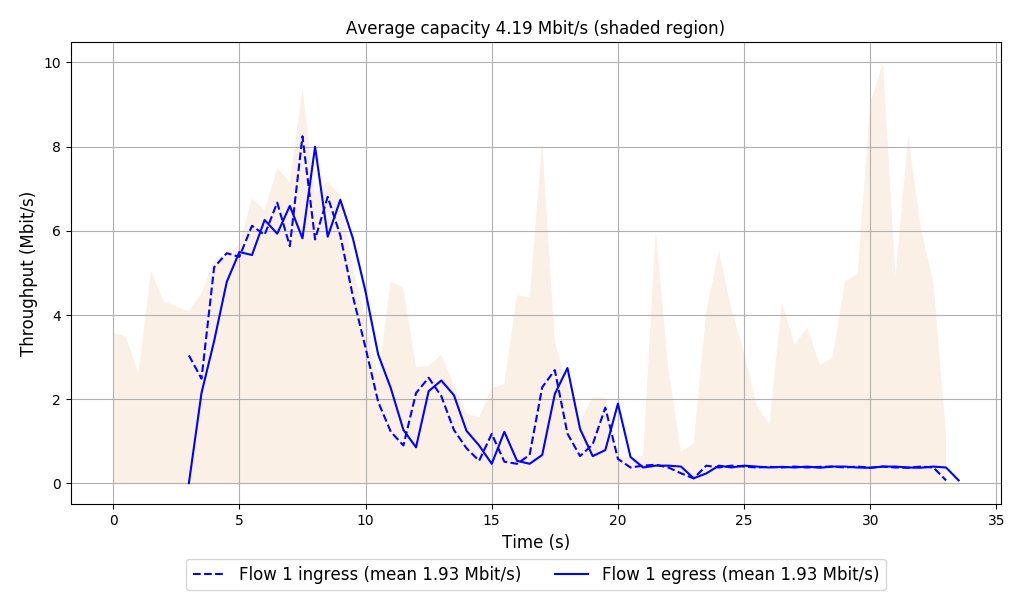 Average capacity 4.19 Mbit/s (shaded region)
10
8
6
4
2
0
Throughput (Mbit/s)
0 5 10 15 20 25 30 35
Time (s)
Flow 1 ingress (mean 1.93 Mbit/s) Flow 1 egress (mean 1.93 Mbit/s)